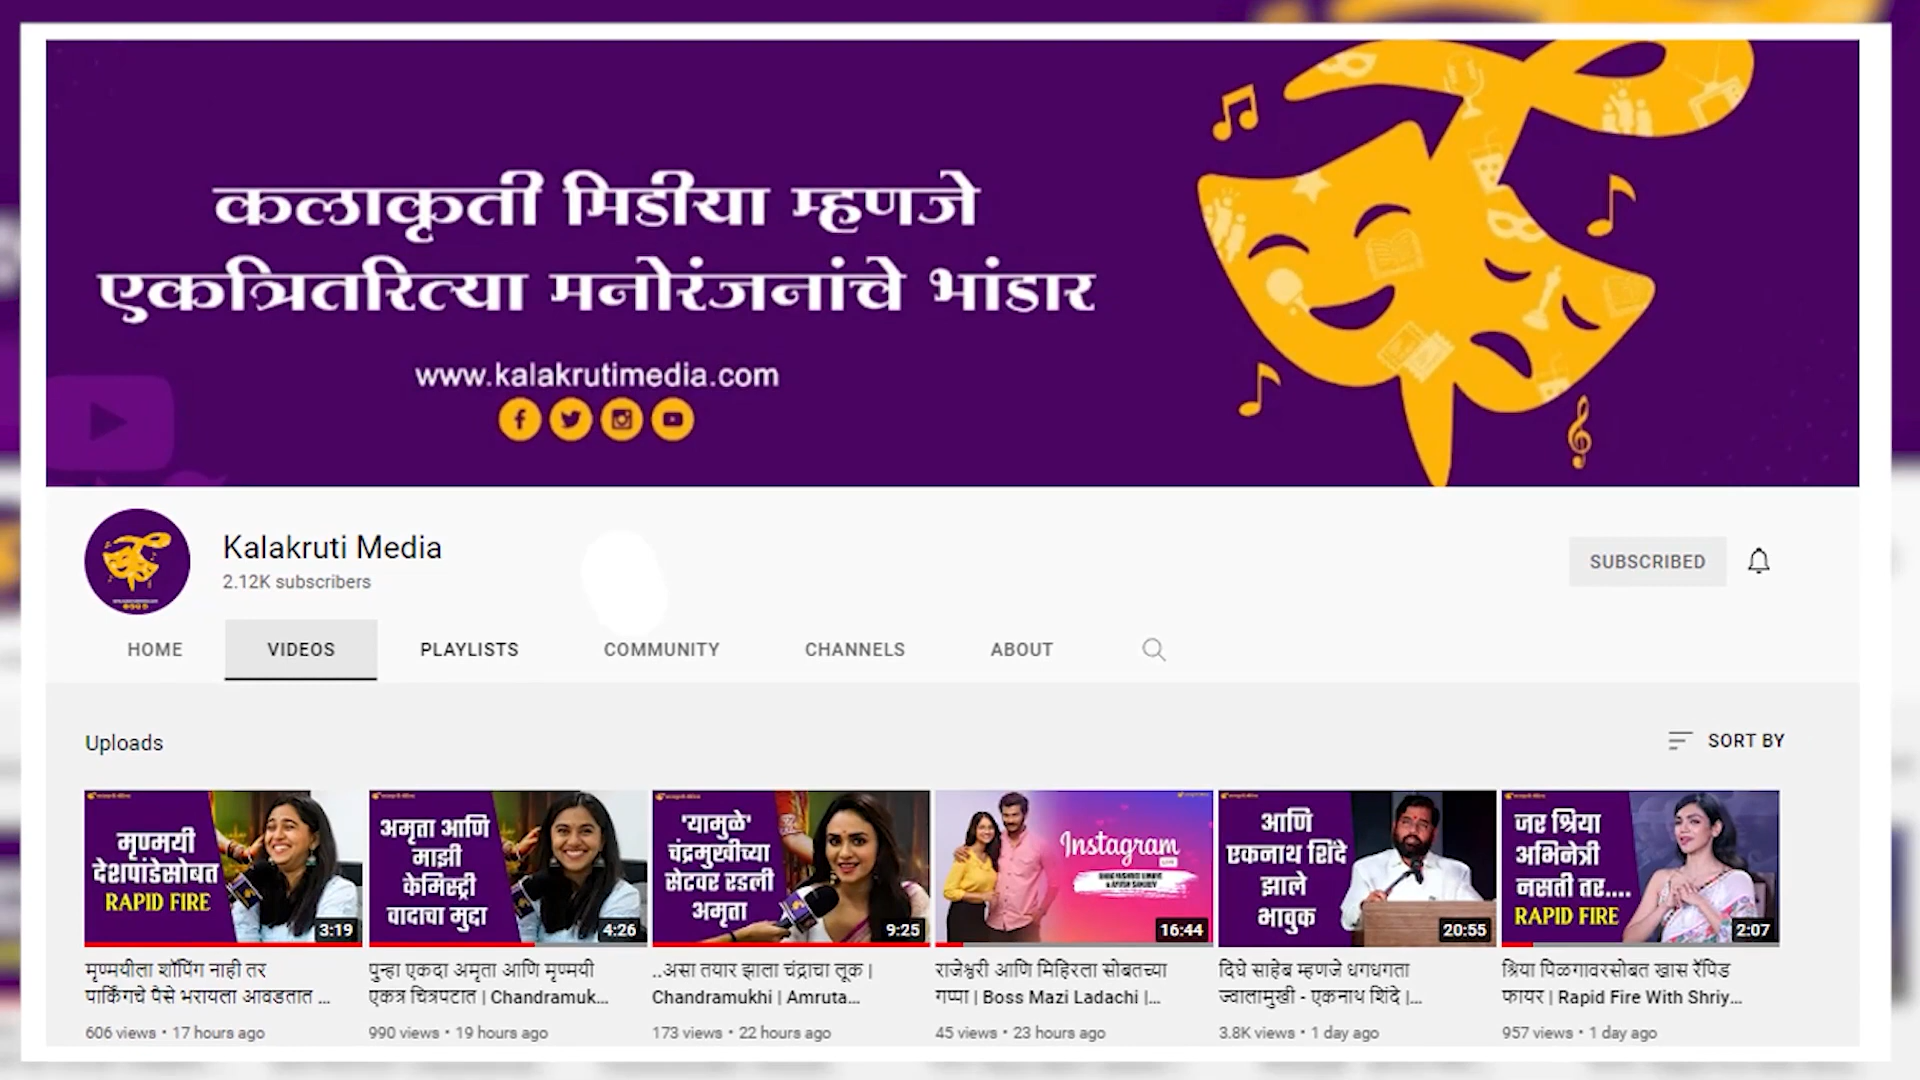 कलाकृती मिडीया म्हणजे
एकत्रितरित्या मनोरंजनांचे भांडार
www.kalakrutimedia.com
Kalakruti Media
2.12K subscribers
SUBSCRIBED
HOME
VIDEOS
PLAYLISTS
COMMUNITY
CHANNELS
ABOUT
Uploads
SORT BY
मृण्मयी
देशपांडेसोबत
RAPID FIRE
3:19
मृण्मयीला शॉपिंग नाही तर
पार्किंगचे पैसे भरायला आवडतात ...
606 views • 17 hours ago
अमृता आणि
माझी
केमिस्ट्री
वादाचा मुद्दा
4:26
पुन्हा एकदा अमृता आणि मृण्मयी
एकत्र चित्रपटात | Chandramuk...
990 views • 19 hours ago
'यामुळे'
चंद्रमुखीच्या
सेटवर रडली
अमृता
9:25
..असा तयार झाला चंद्राचा लूक |
Chandramukhi | Amruta...
173 views • 22 hours ago
Instagram
16:44
राजेश्वरी आणि मिहिरला सोबतच्या
गप्पा | Boss Mazi Ladachi |...
45 views • 23 hours ago
आणि
एकनाथ शिंदे
झाले
भावुक
20:55
दिघे साहेब म्हणजे धगधगता
ज्वालामुखी - एकनाथ शिंदे |...
3.8K views • 1 day ago
जर श्रिया
अभिनेत्री
नसती तर....
RAPID FIRE
2:07
श्रिया पिळगावरसोबत खास रॅपिड
फायर | Rapid Fire With Shriy...
957 views • 1 day ago